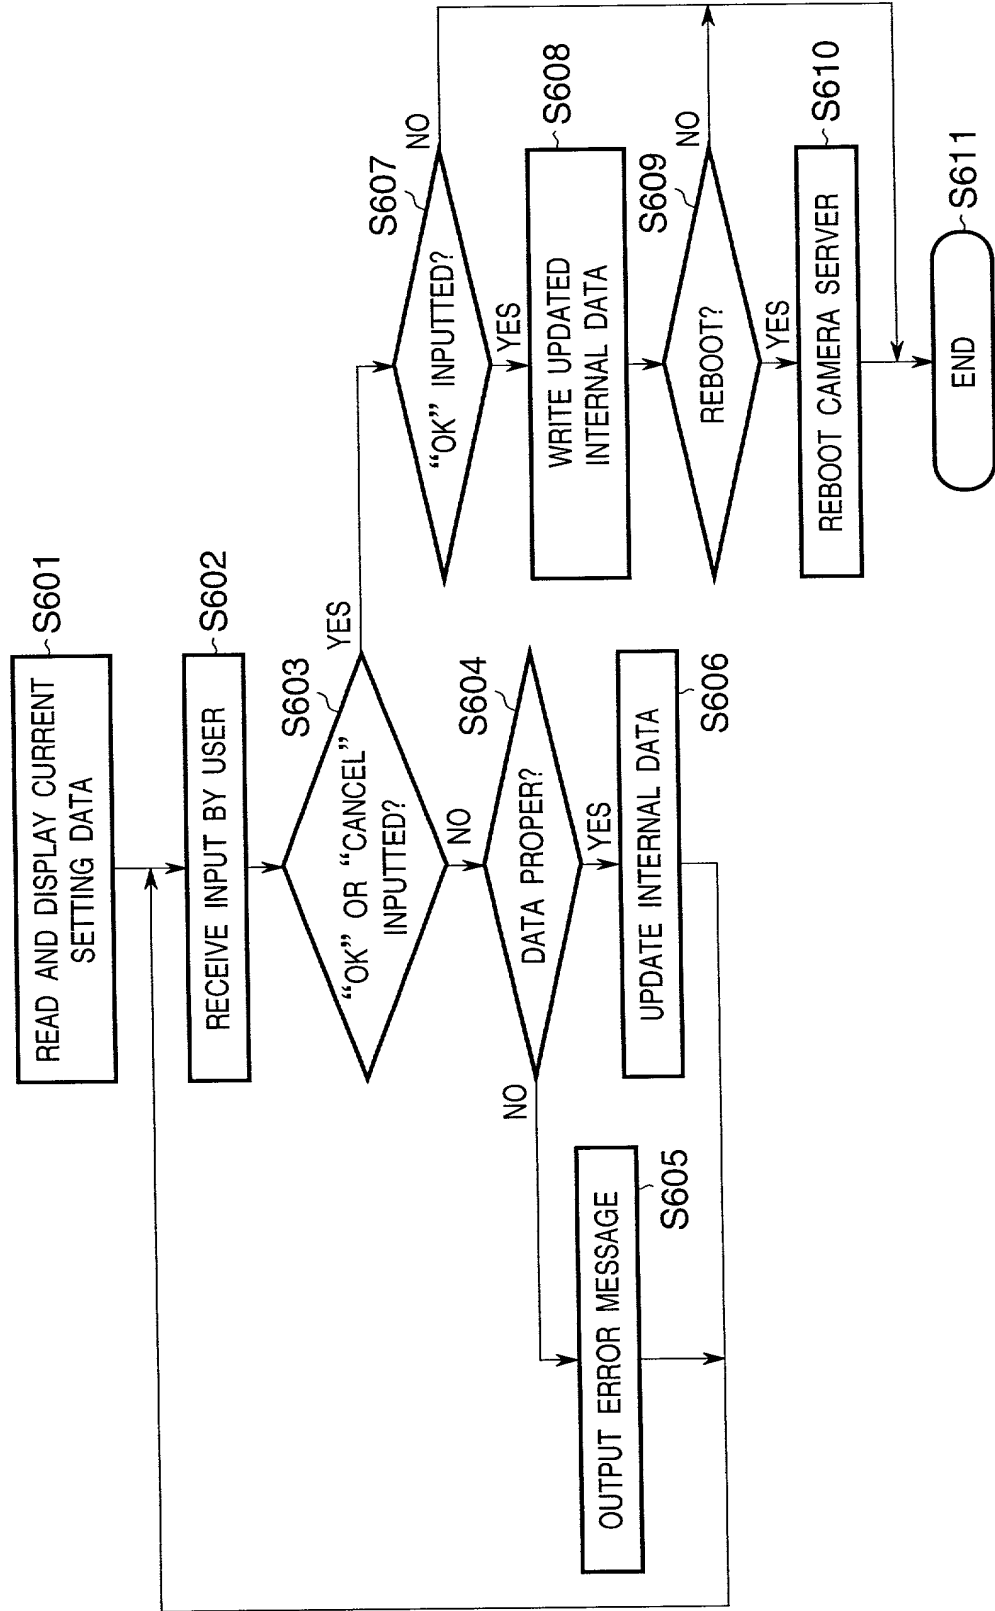 READ AND DISPLAY CURRENT
SETTING DATA
S601
RECEIVE INPUT BY USER
S602
"OK" OR "CANCEL"
INPUTTED?
S603
YES
NO
DATA PROPER?
S604
NO
YES
OUTPUT ERROR MESSAGE
S605
UPDATE INTERNAL DATA
S606
"OK" INPUTTED?
S607
NO
YES
WRITE UPDATED
INTERNAL DATA
S608
REBOOT?
S609
NO
YES
REBOOT CAMERA SERVER
S610
END
S611